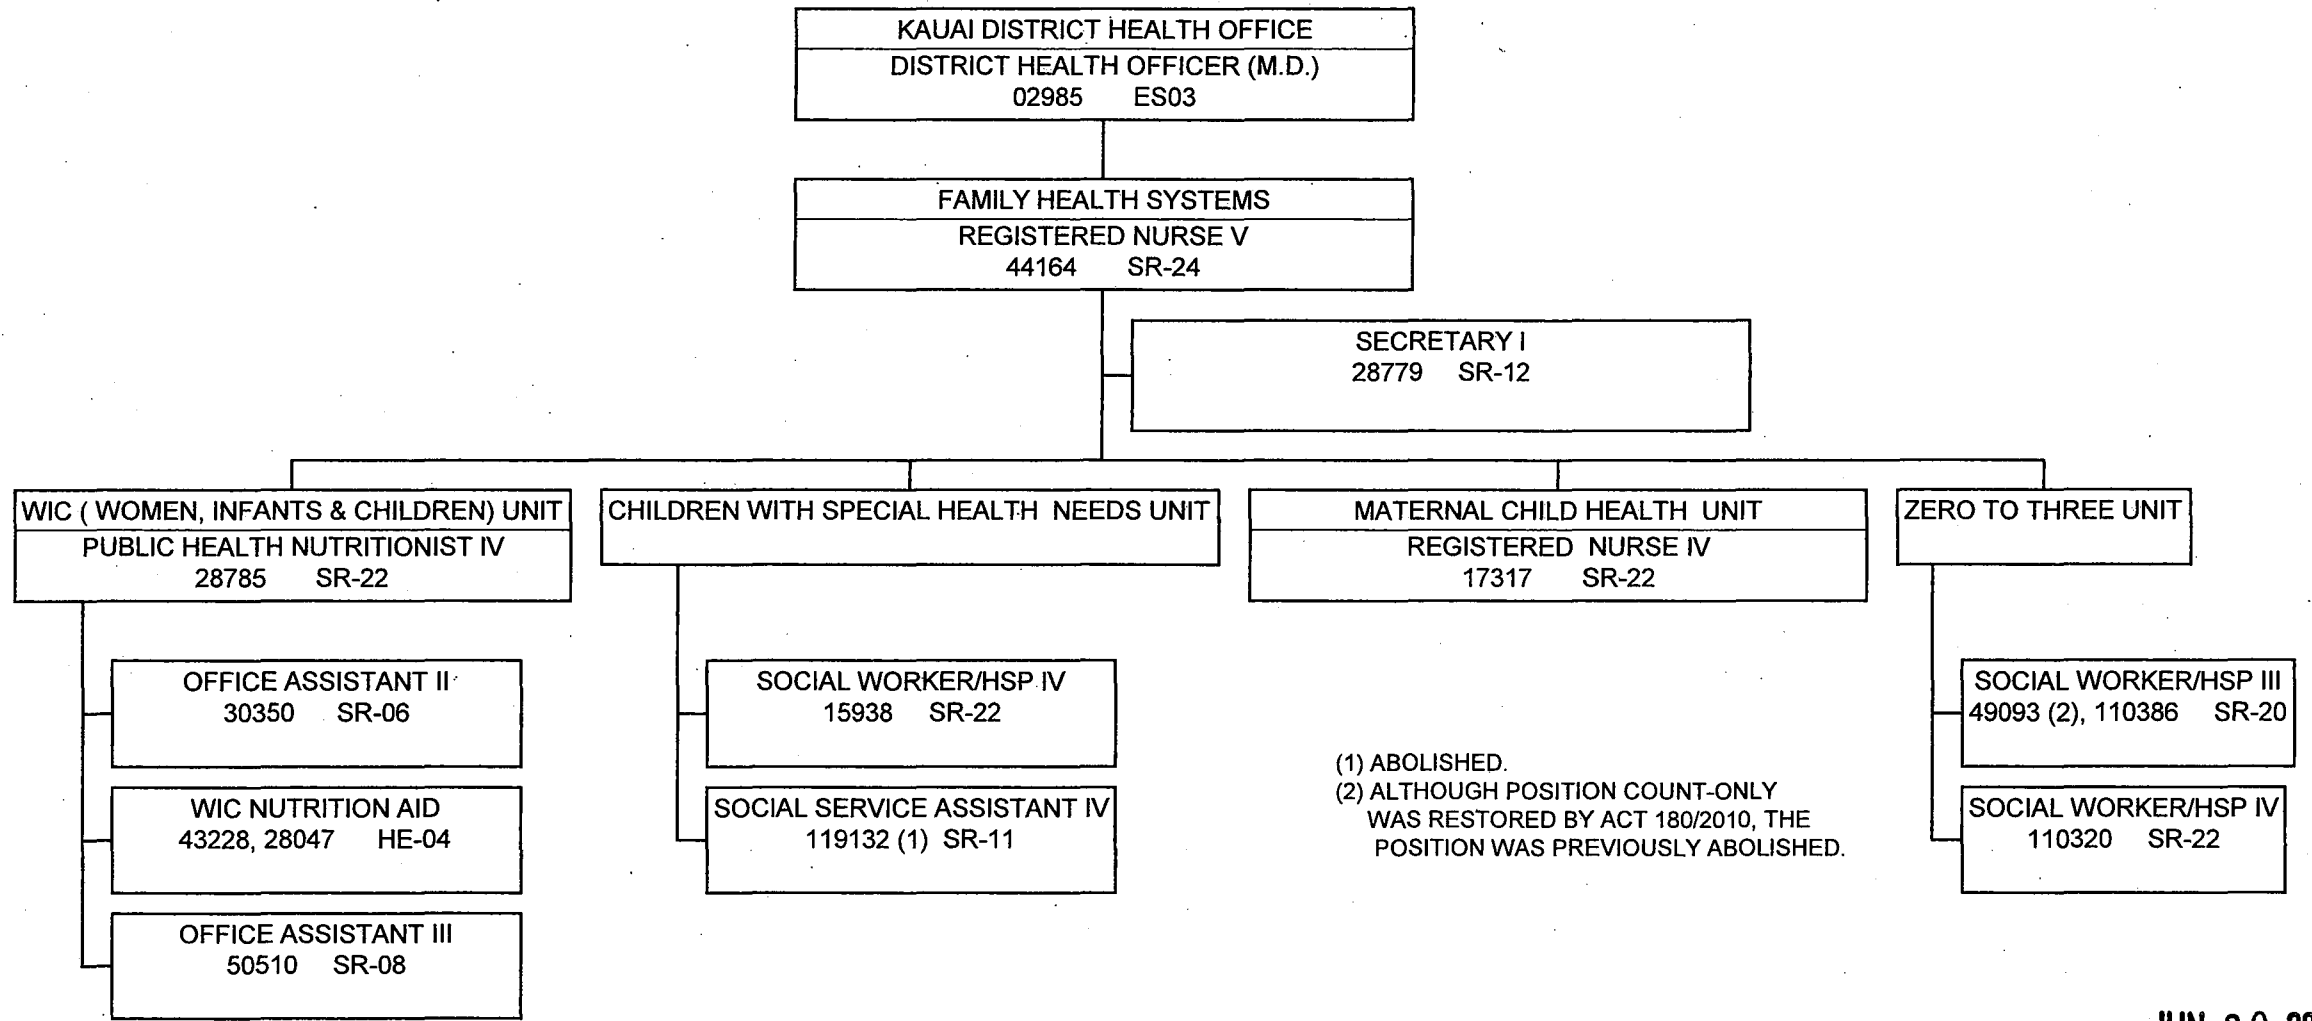 KAUAI DISTRICT HEALTH OFFICE
DISTRICT HEALTH OFFICER (M.D.)
02985 ES03
FAMILY HEALTH SYSTEMS
REGISTERED NURSE V
44164 SR-24
SECRETARY I
28779 SR-12
WIC ( WOMEN, INFANTS & CHILDREN) UNIT
PUBLIC HEALTH NUTRITIONIST IV
28785 SR-22
OFFICE ASSISTANT II
30350 SR-06
WIC NUTRITION AID
43228, 28047 HE-04
OFFICE ASSISTANT III
50510 SR-08
CHILDREN WITH SPECIAL HEALTH NEEDS UNIT
SOCIAL WORKER/HSP IV
15938 SR-22
SOCIAL SERVICE ASSISTANT IV
119132 (1) SR-11
MATERNAL CHILD HEALTH UNIT
REGISTERED NURSE IV
17317 SR-22
(1) ABOLISHED.
(2) ALTHOUGH POSITION COUNT-ONLY
WAS RESTORED BY ACT 180/2010, THE
POSITION WAS PREVIOUSLY ABOLISHED.
ZERO TO THREE UNIT
SOCIAL WORKER/HSP III
49093 (2), 110386 SR-20
SOCIAL WORKER/HSP IV
110320 SR-22